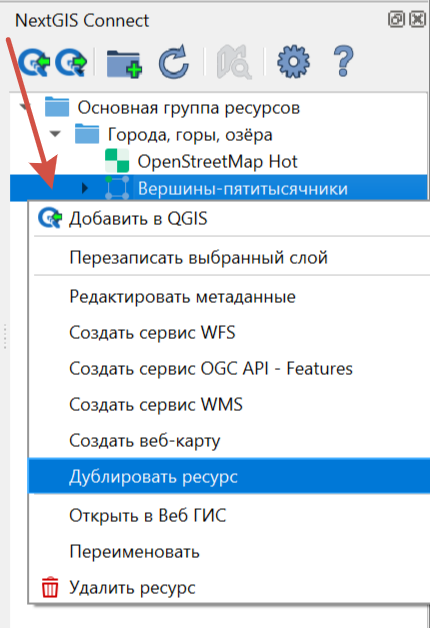 NextGIS Connect
Основная группа ресурсов
Города, горы, озёра
OpenStreetMap Hot
Вершины-пятитысячники
Добавить в QGIS
Перезаписать выбранный слой
Редактировать метаданные
Создать сервис WFS
Создать сервис OGC API - Features
Создать сервис WMS
Создать веб-карту
Дублировать ресурс
Открыть в Веб ГИС
Переименовать
Удалить ресурс